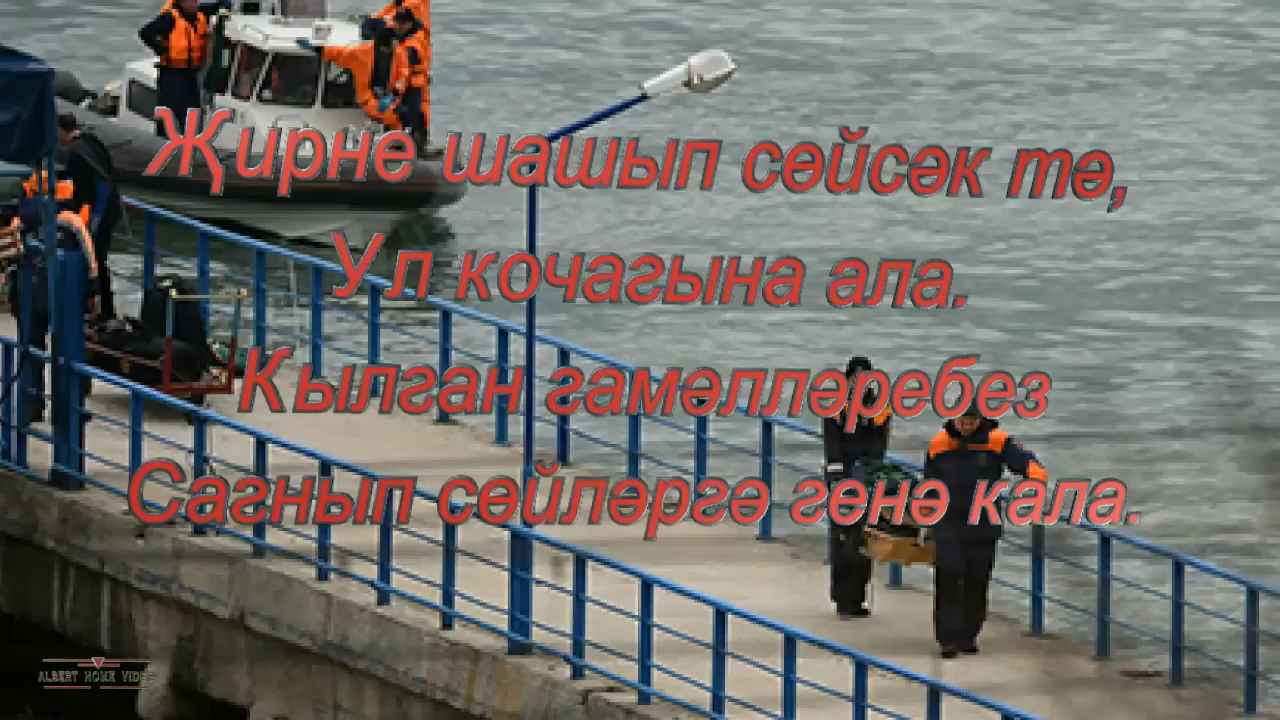 Җирне шашып сөйсәк тә,
Ул кочагына ала.
Кылган гамәлләребез
Сагнып сөйләргә генә кала.
ALBERT HOME VIDEO